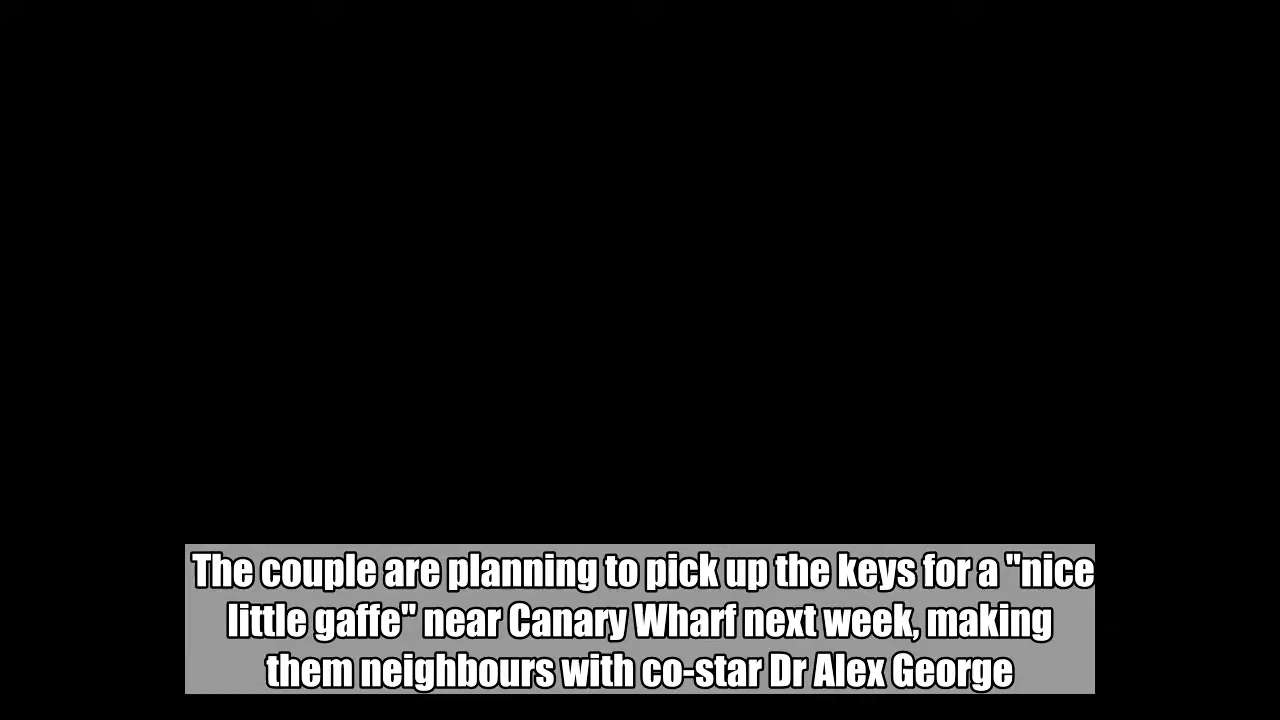 The couple are planning to pick up the keys for a "nice
little gaffe" near Canary Wharf next week, making
them neighbours with co-star Dr Alex George